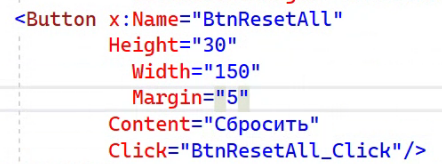 <Button x:Name="BtnResetAll"
Height="30"
Width="150"
Margin="5"
Content="Сбросить"
Click="BtnResetAll_Click"/>